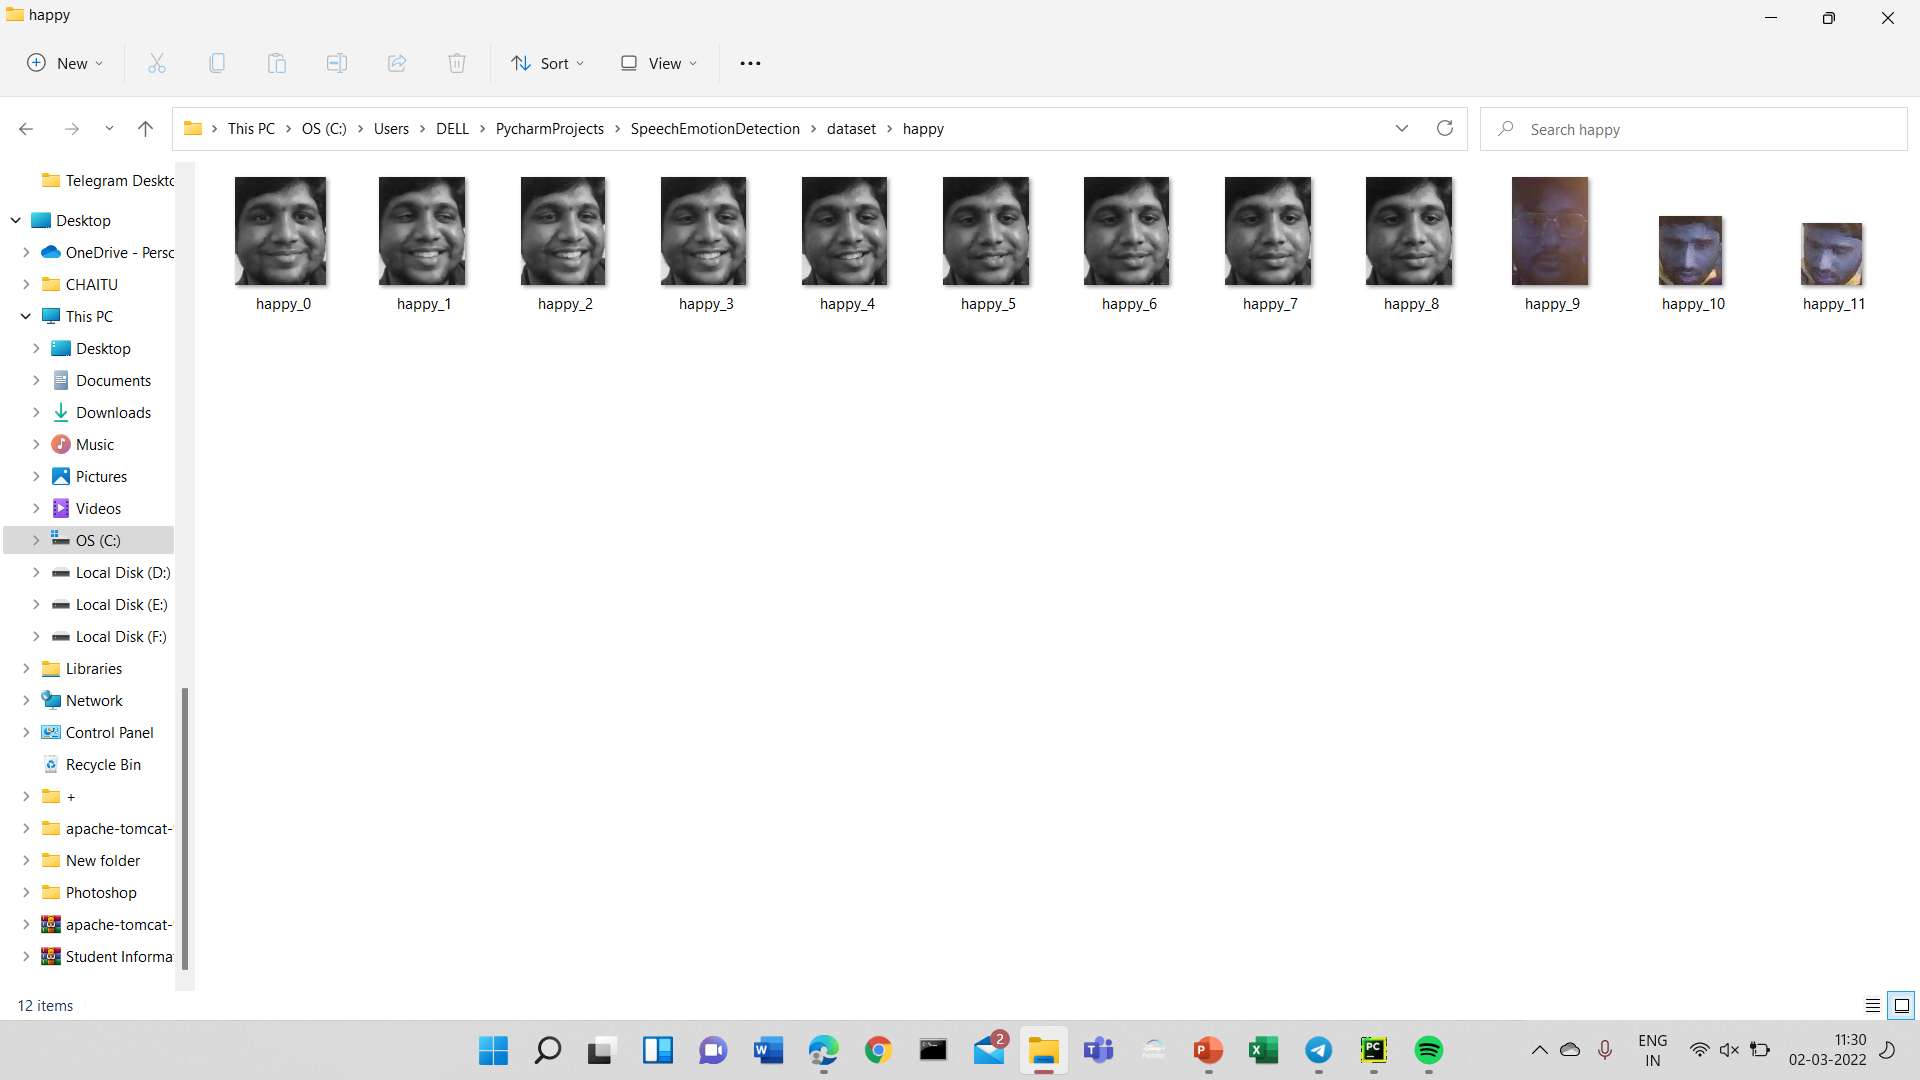 happy
New
Sort
View
This PC
OS (C:)
Users
DELL
PycharmProjects
SpeechEmotionDetection
dataset
happy
Search happy
Telegram Deskto
Desktop
OneDrive - Perso
CHAITU
This PC
Desktop
Documents
Downloads
Music
Pictures
Videos
OS (C:)
Local Disk (D:)
Local Disk (E:)
Local Disk (F:)
Libraries
Network
Control Panel
Recycle Bin
+
apache-tomcat-
New folder
Photoshop
apache-tomcat-
Student Informa
happy_0
happy_1
happy_2
happy_3
happy_4
happy_5
happy_6
happy_7
happy_8
happy_9
happy_10
happy_11
12 items
2
ENG
IN
11:30
02-03-2022